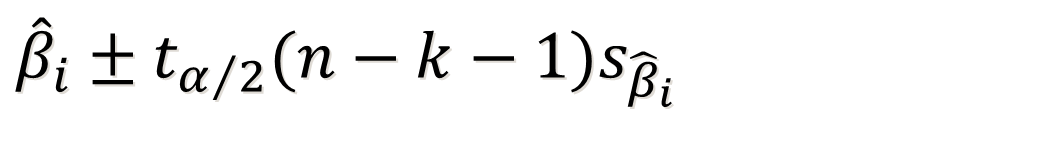 β̂ᵢ ± t_{α/2}(n − k − 1)s_{β̂ᵢ}